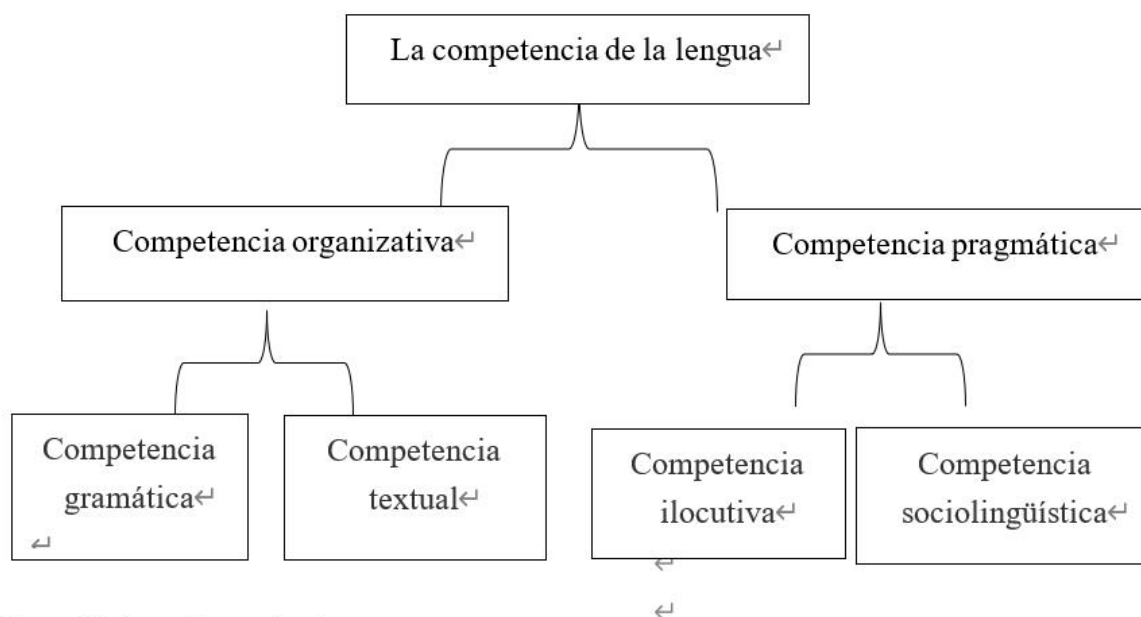 La competencia de la lengua↵
Competencia organizativa↵
Competencia pragmática↵
Competencia
gramática↵
↵
Competencia
textual↵
Competencia
ilocutiva↵
↵
↵
Competencia
sociolingüística↵